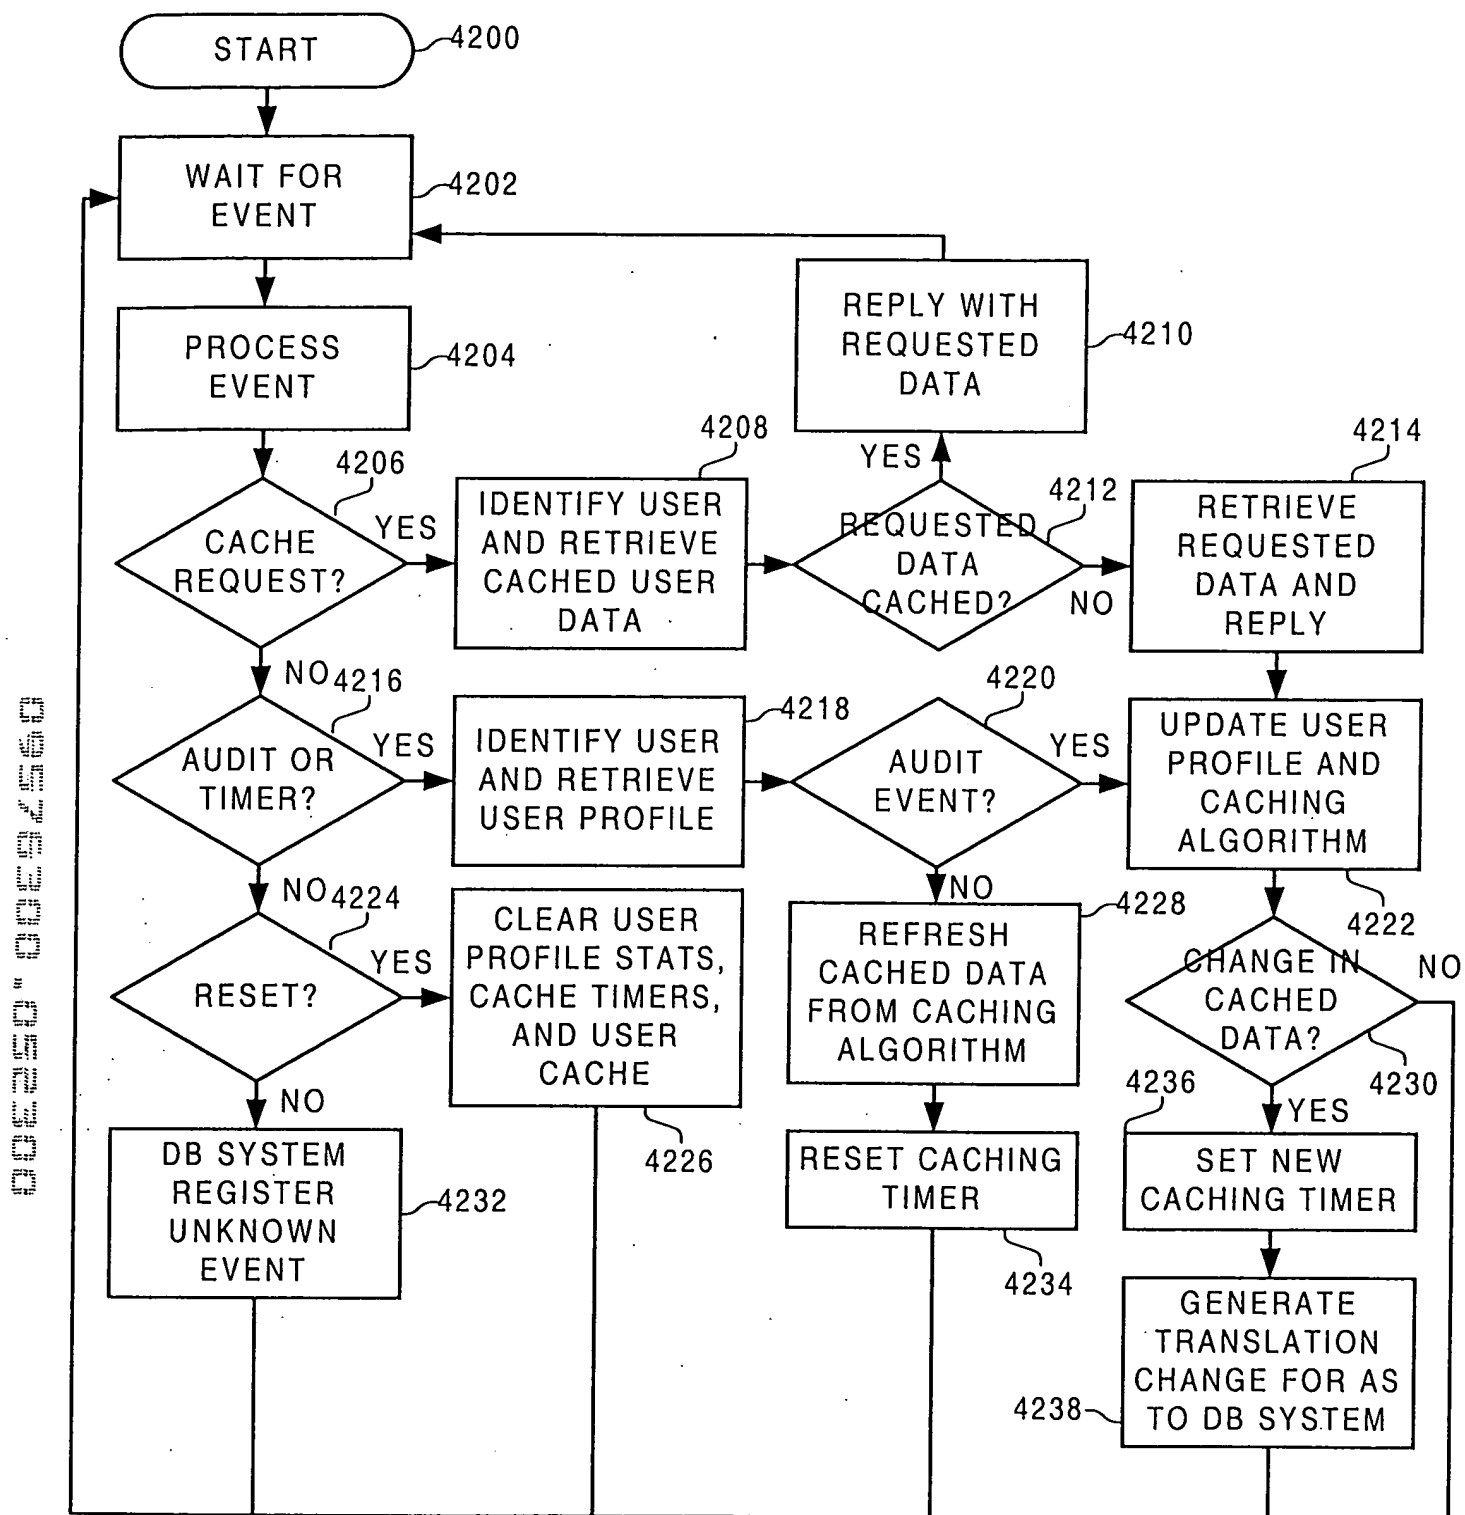 START
4200
WAIT FOR
EVENT
4202
PROCESS
EVENT
4204
REPLY WITH
REQUESTED
DATA
4210
CACHE
REQUEST?
4206
YES
NO
IDENTIFY USER
AND RETRIEVE
CACHED USER
DATA
4208
REQUESTED
DATA
CACHED?
4212
YES
NO
RETRIEVE
REQUESTED
DATA AND
REPLY
4214
AUDIT OR
TIMER?
4216
YES
NO
IDENTIFY USER
AND RETRIEVE
USER PROFILE
4218
AUDIT
EVENT?
4220
YES
NO
UPDATE USER
PROFILE AND
CACHING
ALGORITHM
4222
RESET?
4224
YES
NO
CLEAR USER
PROFILE STATS,
CACHE TIMERS,
AND USER
CACHE
4226
REFRESH
CACHED DATA
FROM CACHING
ALGORITHM
4228
CHANGE IN
CACHED
DATA?
4230
NO
YES
DB SYSTEM
REGISTER
UNKNOWN
EVENT
4232
RESET CACHING
TIMER
4234
SET NEW
CACHING TIMER
4236
GENERATE
TRANSLATION
CHANGE FOR AS
TO DB SYSTEM
4238